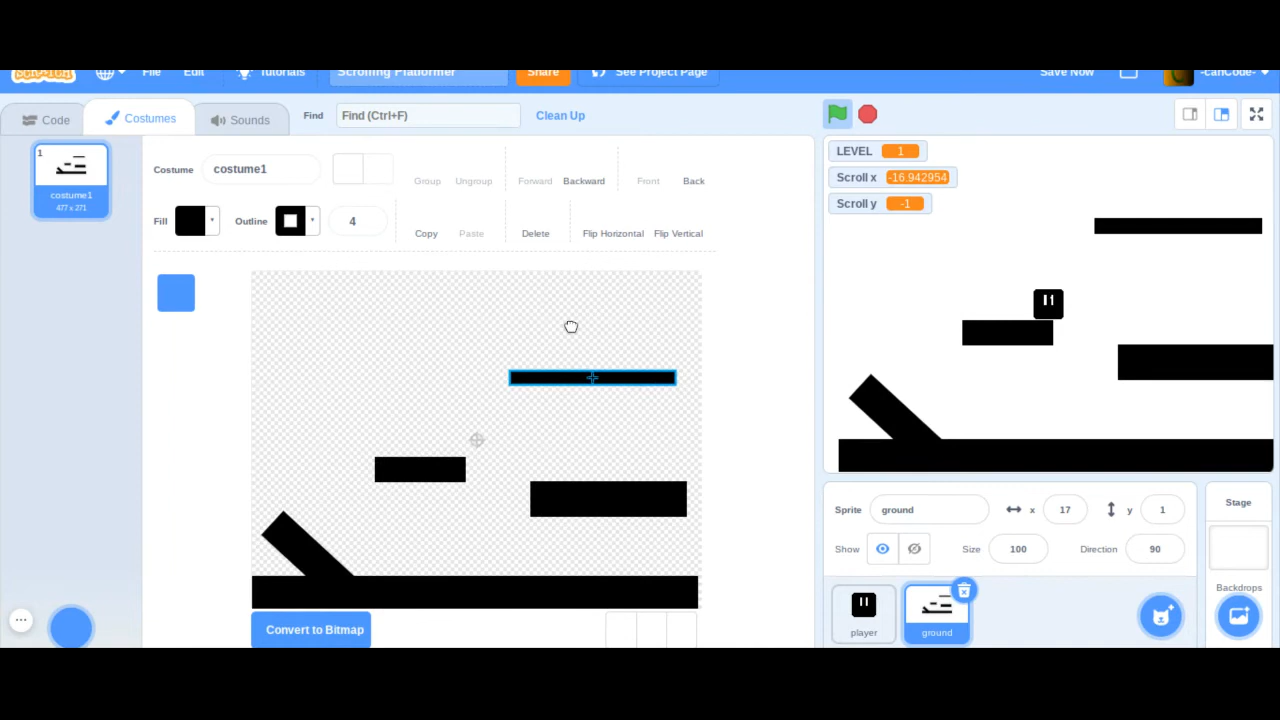 SCRATCH File Edit Tutorials Scrolling Platformer Share See Project Page Save Now -canCode-
Code Costumes Sounds Find Find (Ctrl+F) Clean Up
1
costume1
477 x 271
Costume costume1 Group Ungroup Forward Backward Front Back
Fill Outline 4 Copy Paste Delete Flip Horizontal Flip Vertical
Convert to Bitmap
LEVEL 1
Scroll x -16.942954
Scroll y -1
Sprite ground x 17 y 1
Show Size 100 Direction 90
player
ground
Stage
Backdrops